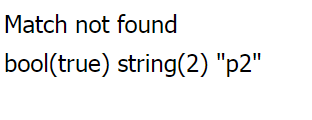 Match not found
bool(true) string(2) "p2"